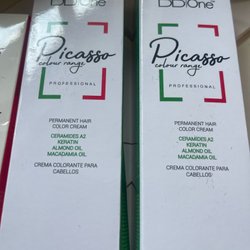 DiDiOne
Picasso
colour range
PROFESSIONAL
PERMANENT HAIR
COLOR CREAM
CERAMIDES A2
KERATIN
ALMOND OIL
MACADAMIA OIL
CREMA COLORANTE PARA
CABELLOS
DiDiOne
Picasso
colour range
PROFESSIONAL
PERMANENT HAIR
COLOR CREAM
CERAMIDES A2
KERATIN
ALMOND OIL
MACADAMIA OIL
CREMA COLORANTE PARA
CABELLOS